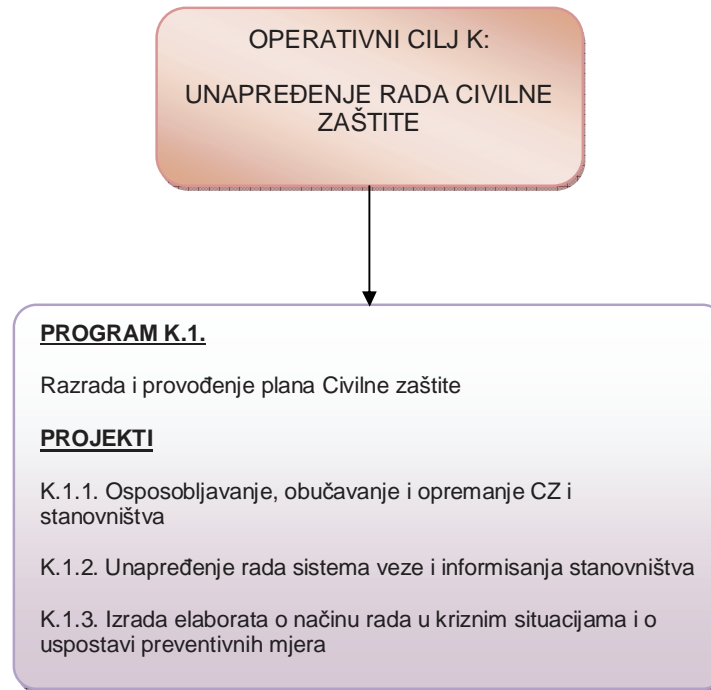 OPERATIVNI CILJ K:
UNAPREĐENJE RADA CIVILNE
ZAŠTITE
PROGRAM K.1.
Razrada i provođenje plana Civilne zaštite
PROJEKTI
K.1.1. Osposobljavanje, obučavanje i opremanje CZ i
stanovništva
K.1.2. Unapređenje rada sistema veze i informisanja stanovništva
K.1.3. Izrada elaborata o načinu rada u kriznim situacijama i o
uspostavi preventivnih mjera